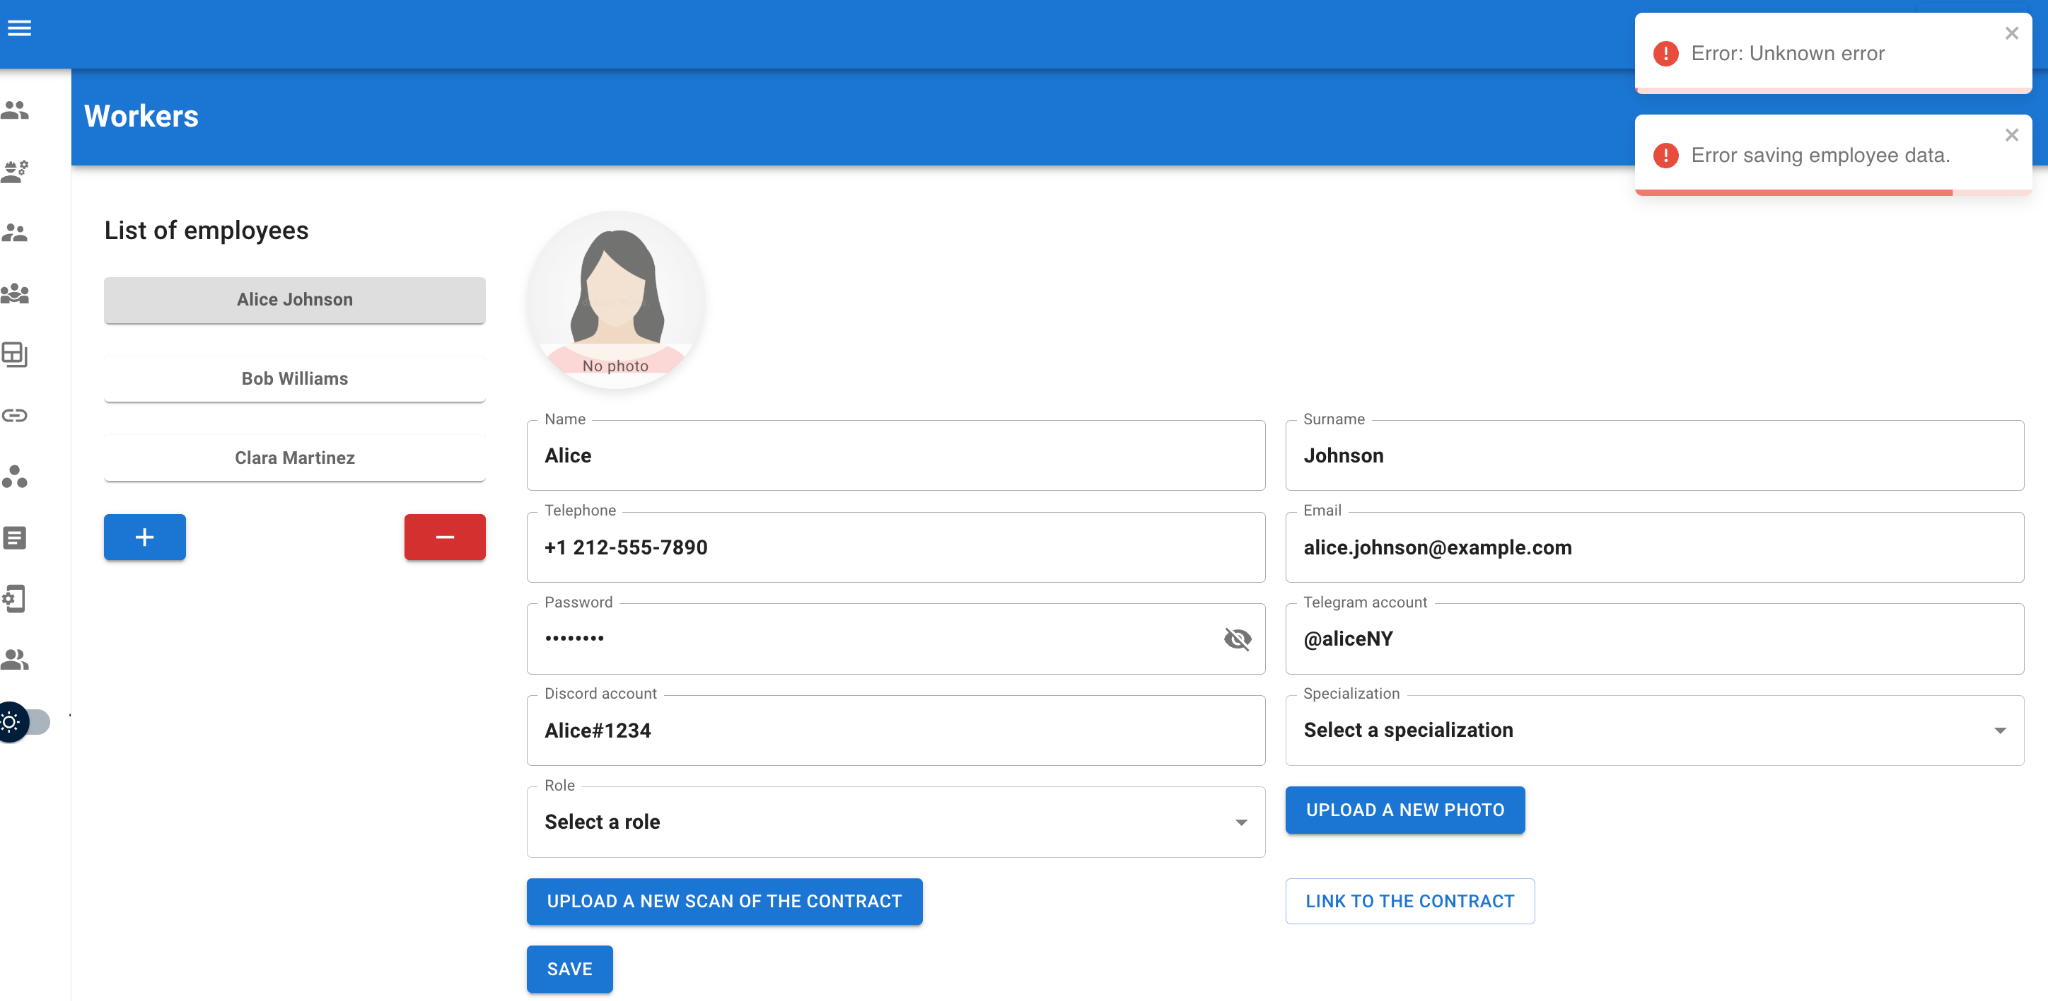 Error: Unknown error
Workers
Error saving employee data.
List of employees
Alice Johnson
Bob Williams
Clara Martinez
No photo
Name
Alice
Surname
Johnson
Telephone
+1 212-555-7890
Email
alice.johnson@example.com
Password
••••••••
Telegram account
@aliceNY
Discord account
Alice#1234
Specialization
Select a specialization
Role
Select a role
UPLOAD A NEW PHOTO
UPLOAD A NEW SCAN OF THE CONTRACT
LINK TO THE CONTRACT
SAVE